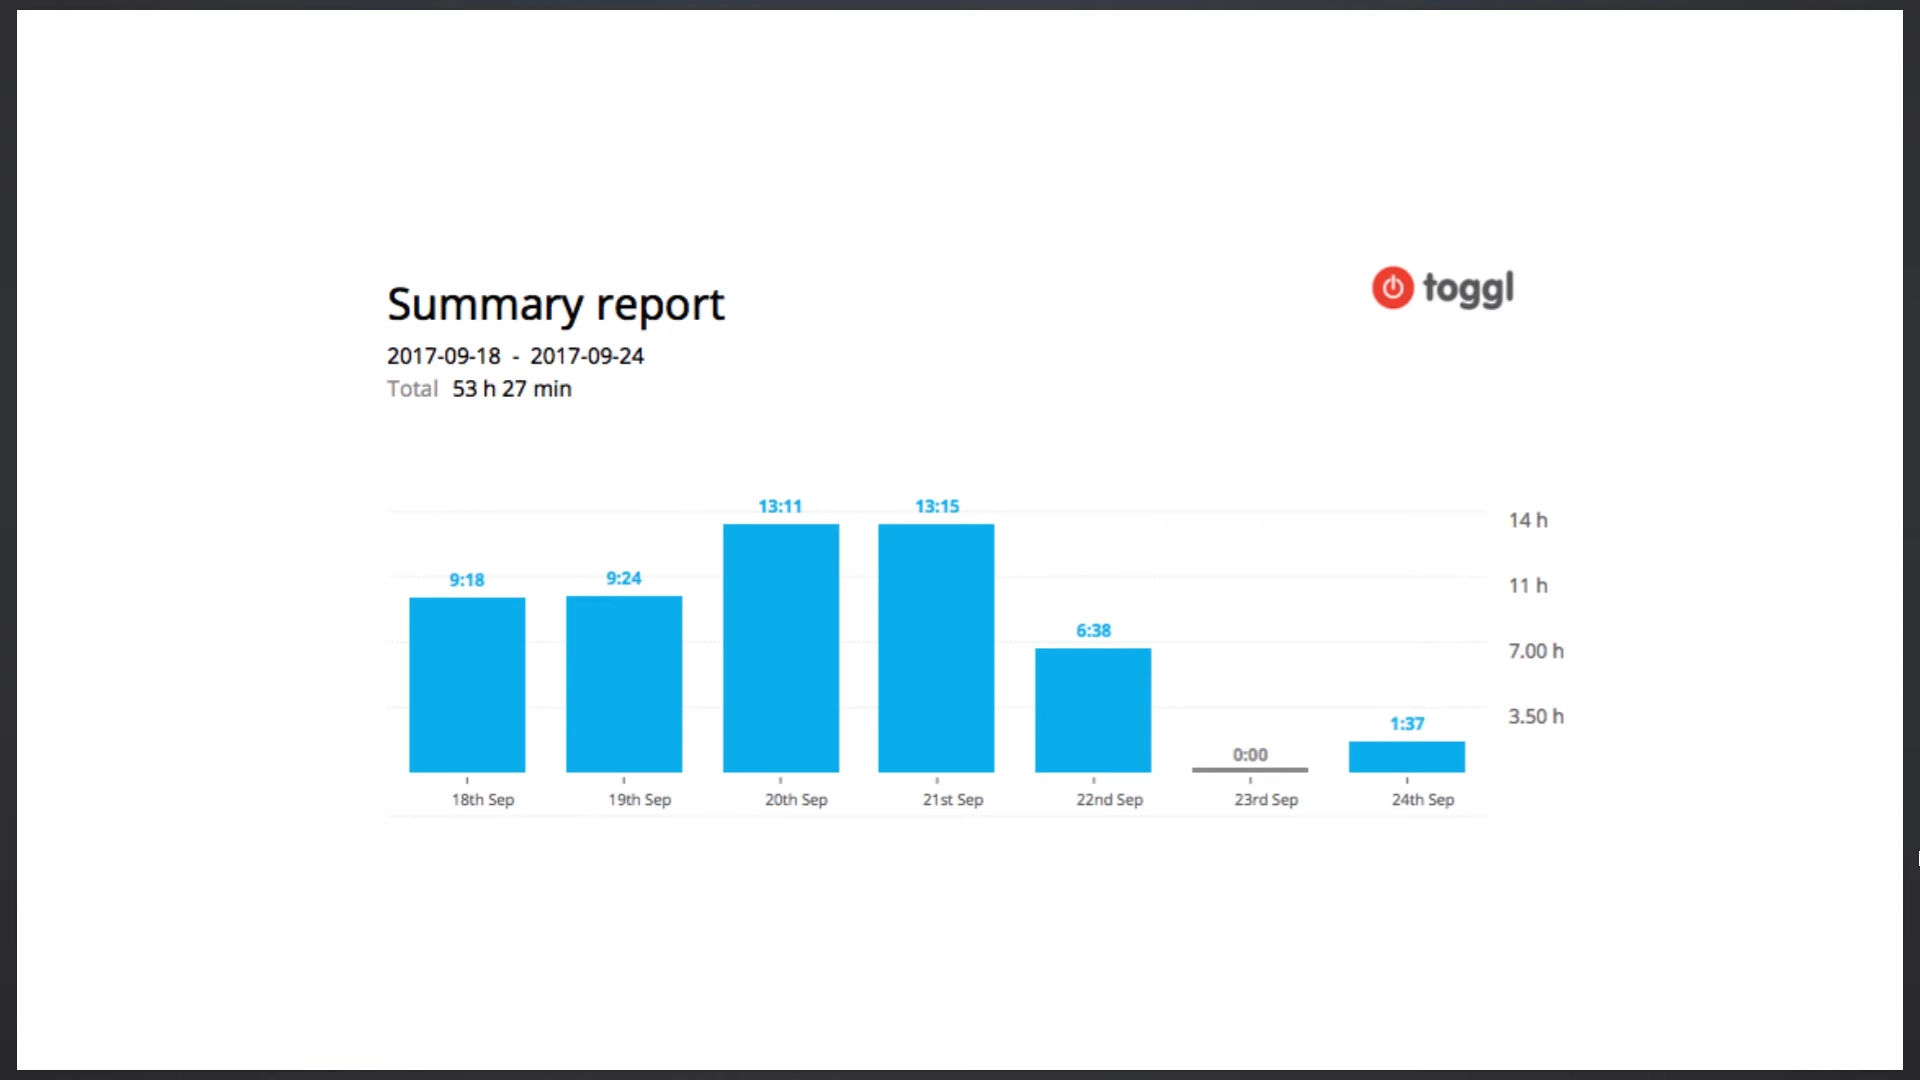 toggl
Summary report
2017-09-18 - 2017-09-24
Total 53 h 27 min
13:11 13:15
14 h
9:18 9:24
11 h
6:38
7.00 h
3.50 h
1:37
0:00
18th Sep 19th Sep 20th Sep 21st Sep 22nd Sep 23rd Sep 24th Sep